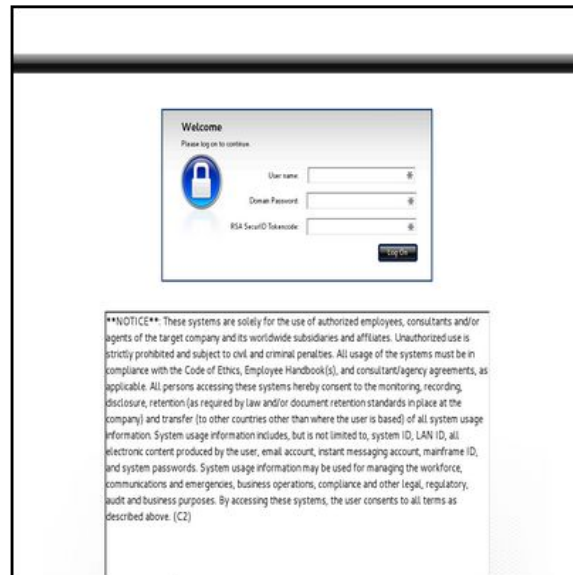 Welcome
Please log on to continue.
User name:
Domain Password:
RSA SecurID Tokencode:
Log On
**NOTICE**: These systems are solely for the use of authorized employees, consultants and/or
agents of the target company and its worldwide subsidiaries and affiliates. Unauthorized use is
strictly prohibited and subject to civil and criminal penalties. All usage of the systems must be in
compliance with the Code of Ethics, Employee Handbook(s), and consultant/agency agreements, as
applicable. All persons accessing these systems hereby consent to the monitoring, recording,
disclosure, retention (as required by law and/or document retention standards in place at the
company) and transfer (to other countries other than where the user is based) of all system usage
information. System usage information includes, but is not limited to, system ID, LAN ID, all
electronic content produced by the user, email account, instant messaging account, mainframe ID,
and system passwords. System usage information may be used for managing the workforce,
communications and emergencies, business operations, compliance and other legal, regulatory,
audit and business purposes. By accessing these systems, the user consents to all terms as
described above. (C2)